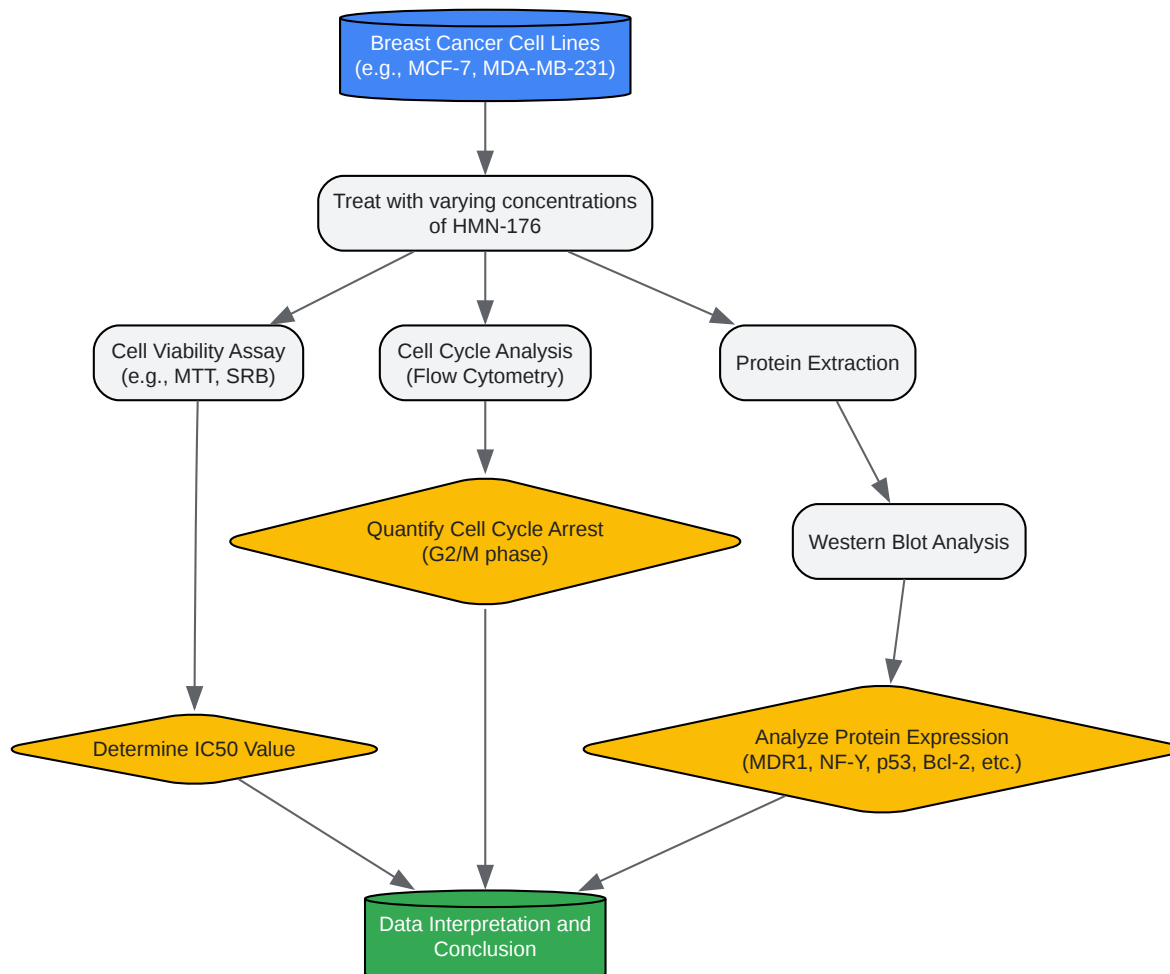 Breast Cancer Cell Lines
(e.g., MCF-7, MDA-MB-231)
Treat with varying concentrations
of HMN-176
Cell Viability Assay
(e.g., MTT, SRB)
Cell Cycle Analysis
(Flow Cytometry)
Protein Extraction
Quantify Cell Cycle Arrest
(G2/M phase)
Western Blot Analysis
Determine IC50 Value
Analyze Protein Expression
(MDR1, NF-Y, p53, Bcl-2, etc.)
Data Interpretation and
Conclusion